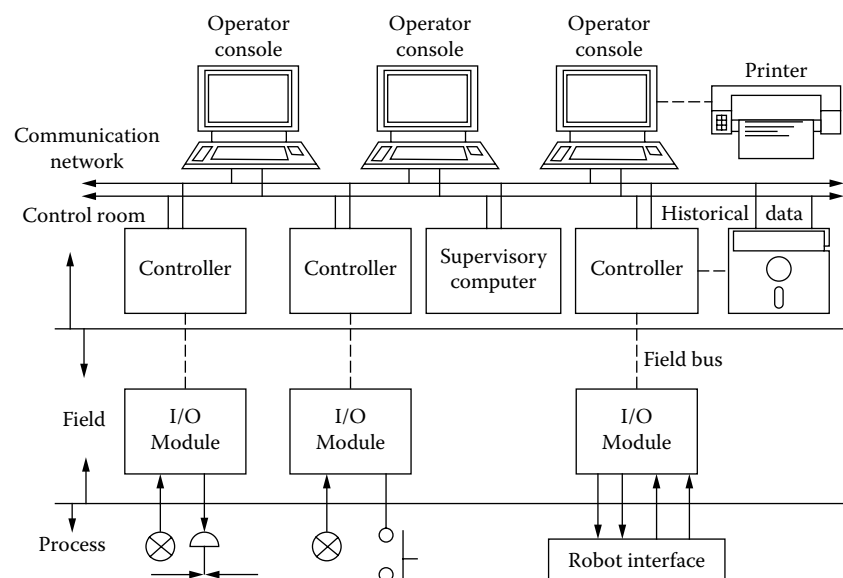 Operator
console
Operator
console
Operator
console
Printer
Communication
network
Control room
Historical data
Controller
Controller
Supervisory
computer
Controller
Field bus
Field
I/O
Module
I/O
Module
I/O
Module
Process
Robot interface